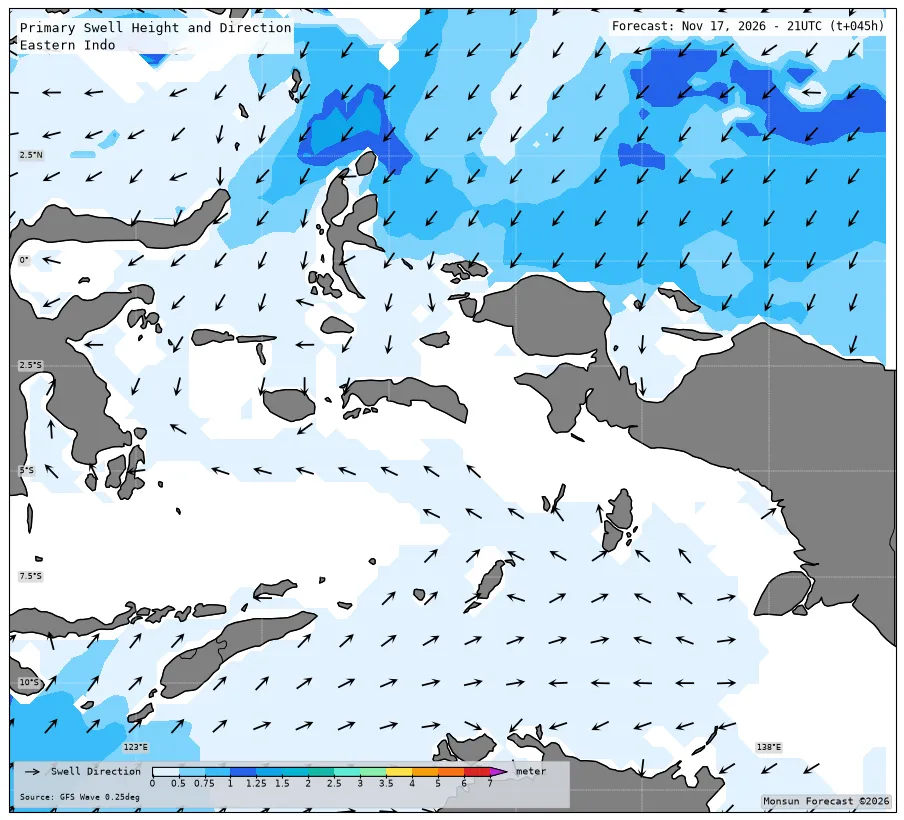 Primary Swell Height and Direction
Eastern Indo
Forecast: Nov 17, 2026 - 21UTC (t+045h)
2.5°N
0°
2.5°S
5°S
7.5°S
10°S
123°E
138°E
Swell Direction
meter
0 0.5 0.75 1 1.25 1.5 2 2.5 3 3.5 4 5 6 7
Source: GFS Wave 0.25deg
Monsun Forecast ©2026